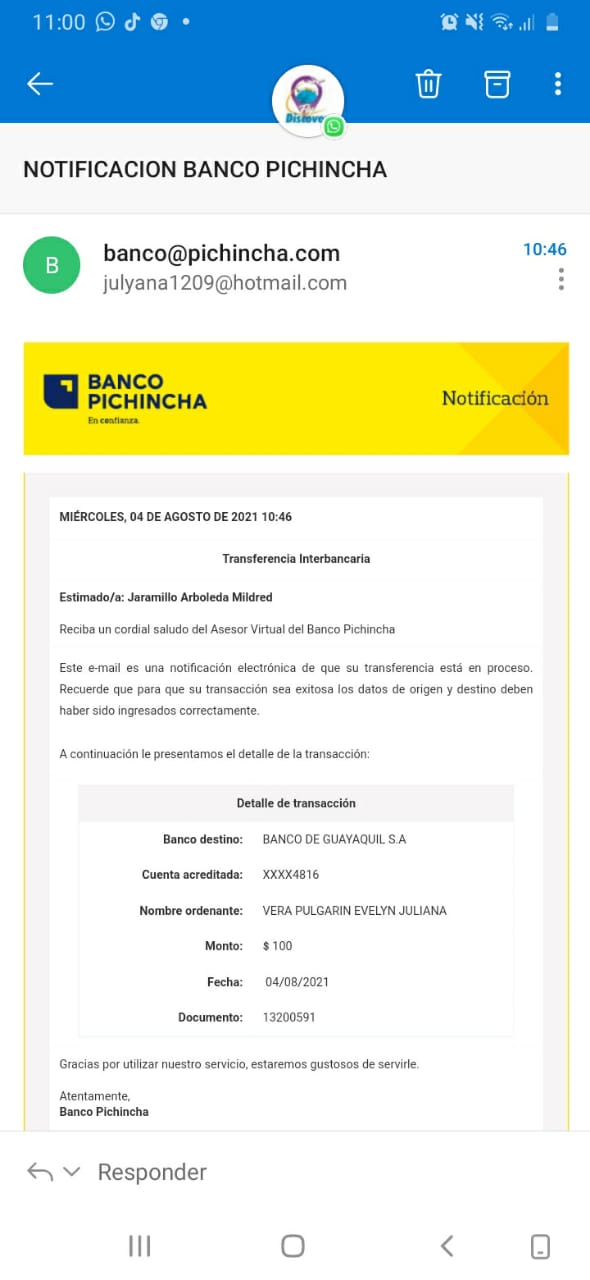 11:00
Discove
NOTIFICACION BANCO PICHINCHA
B
banco@pichincha.com
10:46
julyana1209@hotmail.com
BANCO
PICHINCHA
En confianza.
Notificación
MIÉRCOLES, 04 DE AGOSTO DE 2021 10:46
Transferencia Interbancaria
Estimado/a: Jaramillo Arboleda Mildred
Reciba un cordial saludo del Asesor Virtual del Banco Pichincha
Este e-mail es una notificación electrónica de que su transferencia está en proceso.
Recuerde que para que su transacción sea exitosa los datos de origen y destino deben
haber sido ingresados correctamente.
A continuación le presentamos el detalle de la transacción:
Detalle de transacción
Banco destino: BANCO DE GUAYAQUIL S.A
Cuenta acreditada: XXXX4816
Nombre ordenante: VERA PULGARIN EVELYN JULIANA
Monto: $ 100
Fecha: 04/08/2021
Documento: 13200591
Gracias por utilizar nuestro servicio, estaremos gustosos de servirle.
Atentamente,
Banco Pichincha
Responder